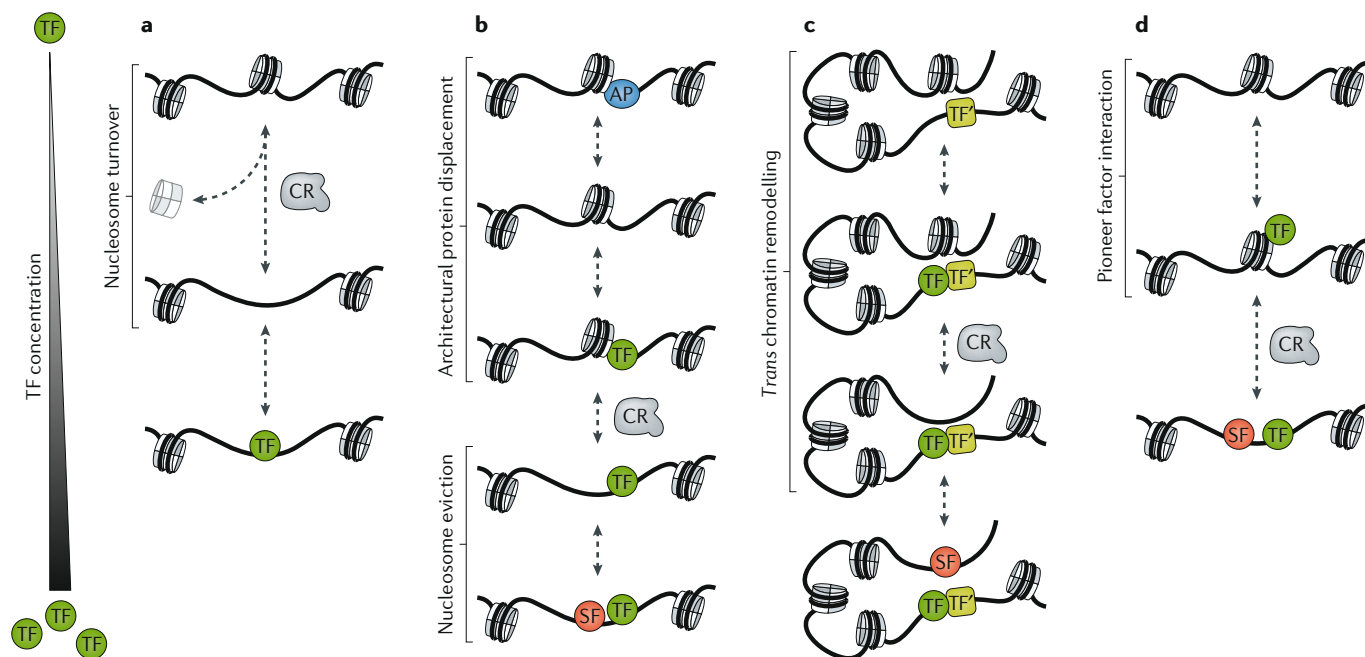 TF
TF concentration
TF
TF
TF
a
Nucleosome turnover
CR
TF
b
Architectural protein displacement
AP
TF
CR
Nucleosome eviction
TF
SF
TF
c
Trans chromatin remodelling
TF′
TF
TF′
CR
TF
TF′
SF
TF
TF′
d
Pioneer factor interaction
TF
CR
SF
TF